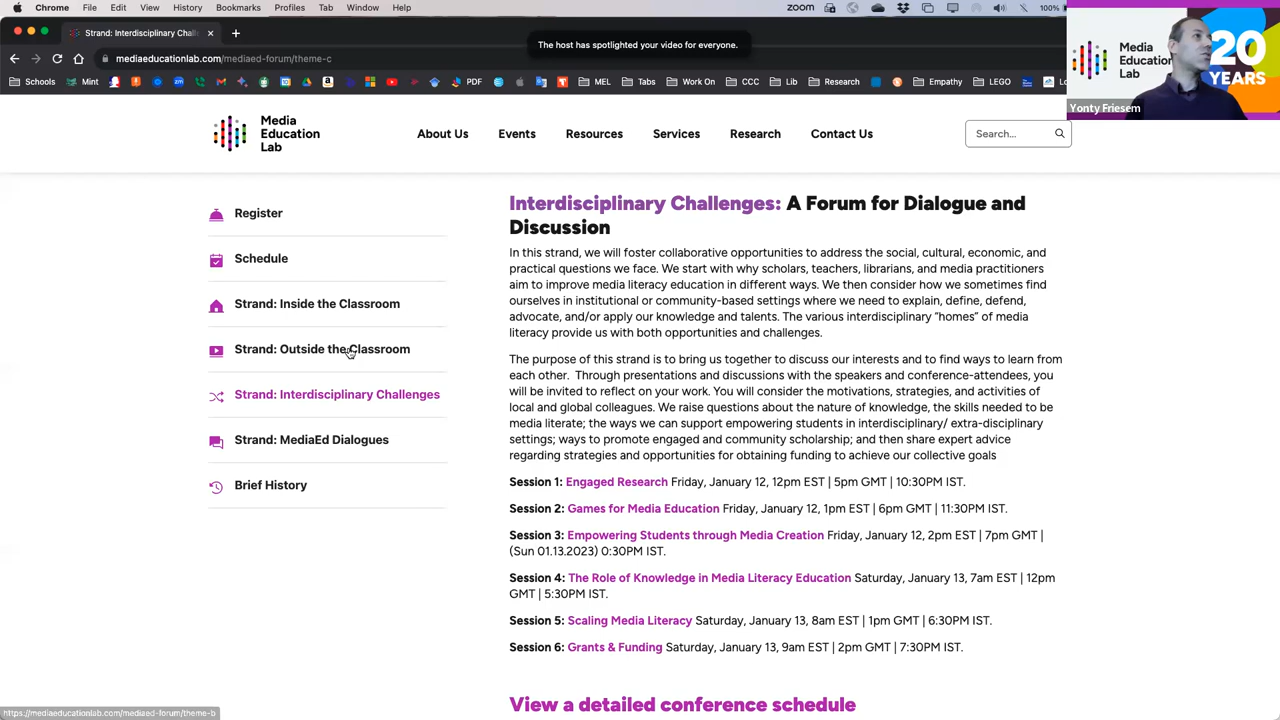 Chrome File Edit View History Bookmarks Profiles Tab Window Help zoom 100%
Strand: Interdisciplinary Chall
The host has spotlighted your video for everyone.
mediaeducationlab.com/mediaed-forum/theme-c
Schools Mint PDF MEL Work On CCC Lib Research Empathy LEGO
Media
Education
Lab
20
YEARS
Yonty Friesem
Media
Education
Lab
About Us Events Resources Services Research Contact Us Search...
Register
Schedule
Strand: Inside the Classroom
Strand: Outside the Classroom
Strand: Interdisciplinary Challenges
Strand: MediaEd Dialogues
Brief History
Interdisciplinary Challenges: A Forum for Dialogue and
Discussion
In this strand, we will foster collaborative opportunities to address the social, cultural, economic, and
practical questions we face. We start with why scholars, teachers, librarians, and media practitioners
aim to improve media literacy education in different ways. We then consider how we sometimes find
ourselves in institutional or community-based settings where we need to explain, define, defend,
advocate, and/or apply our knowledge and talents. The various interdisciplinary "homes" of media
literacy provide us with both opportunities and challenges.
The purpose of this strand is to bring us together to discuss our interests and to find ways to learn from
each other. Through presentations and discussions with the speakers and conference-attendees, you
will be invited to reflect on your work. You will consider the motivations, strategies, and activities of
local and global colleagues. We raise questions about the nature of knowledge, the skills needed to be
media literate; the ways we can support empowering students in interdisciplinary/ extra-disciplinary
settings; ways to promote engaged and community scholarship; and then share expert advice
regarding strategies and opportunities for obtaining funding to achieve our collective goals
Session 1: Engaged Research Friday, January 12, 12pm EST | 5pm GMT | 10:30PM IST.
Session 2: Games for Media Education Friday, January 12, 1pm EST | 6pm GMT | 11:30PM IST.
Session 3: Empowering Students through Media Creation Friday, January 12, 2pm EST | 7pm GMT |
(Sun 01.13.2023) 0:30PM IST.
Session 4: The Role of Knowledge in Media Literacy Education Saturday, January 13, 7am EST | 12pm
GMT | 5:30PM IST.
Session 5: Scaling Media Literacy Saturday, January 13, 8am EST | 1pm GMT | 6:30PM IST.
Session 6: Grants & Funding Saturday, January 13, 9am EST | 2pm GMT | 7:30PM IST.
View a detailed conference schedule
https://mediaeducationlab.com/mediaed-forum/theme-b